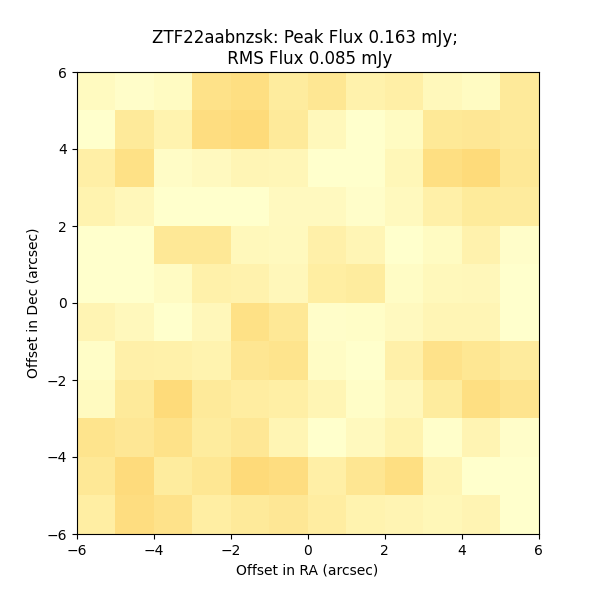 ZTF22aabnzsk: Peak Flux 0.163 mJy;
RMS Flux 0.085 mJy
6
4
2
0
−2
−4
−6
Offset in Dec (arcsec)
−6 −4 −2 0 2 4 6
Offset in RA (arcsec)